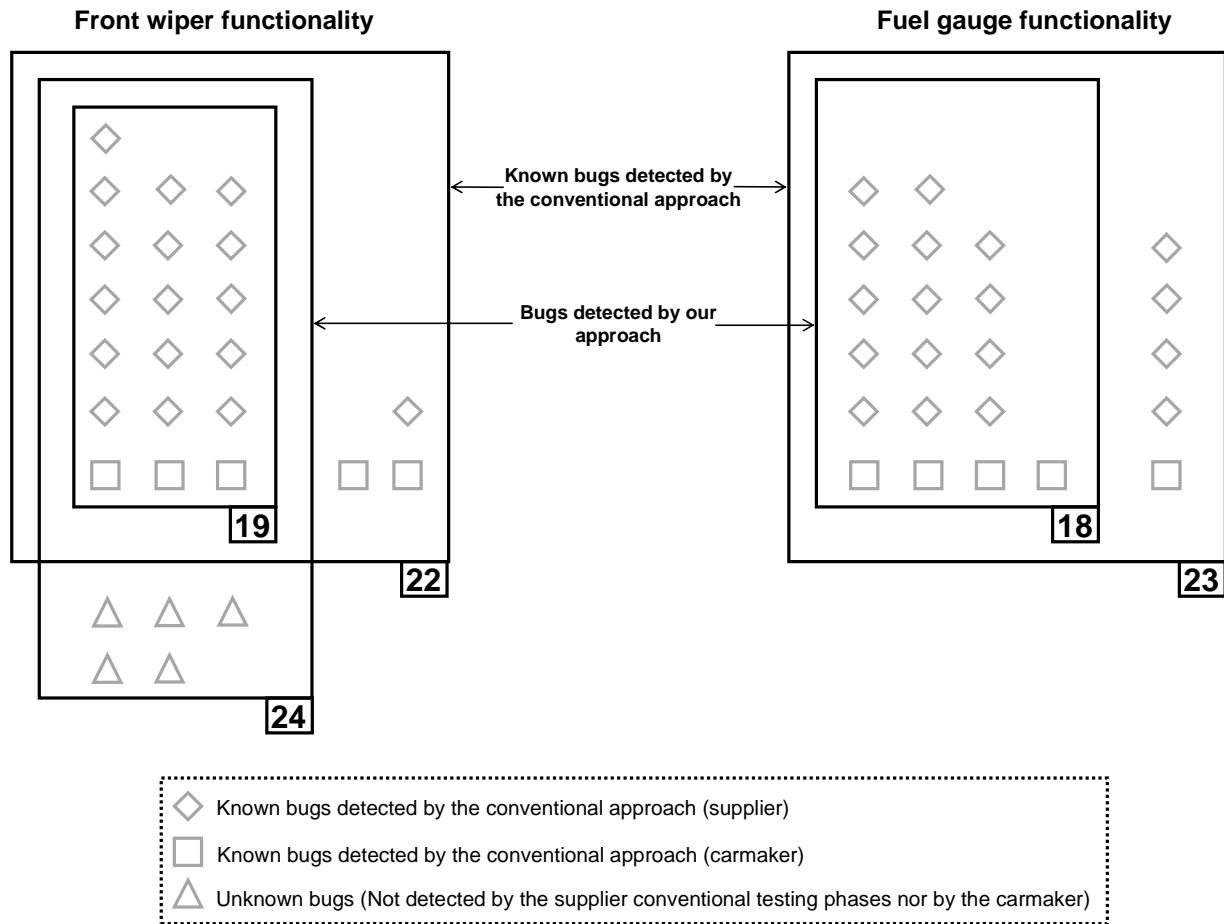 Front wiper functionality
Fuel gauge functionality
Known bugs detected by
the conventional approach
Bugs detected by our
approach
19
18
22
23
24
Known bugs detected by the conventional approach (supplier)
Known bugs detected by the conventional approach (carmaker)
Unknown bugs (Not detected by the supplier conventional testing phases nor by the carmaker)